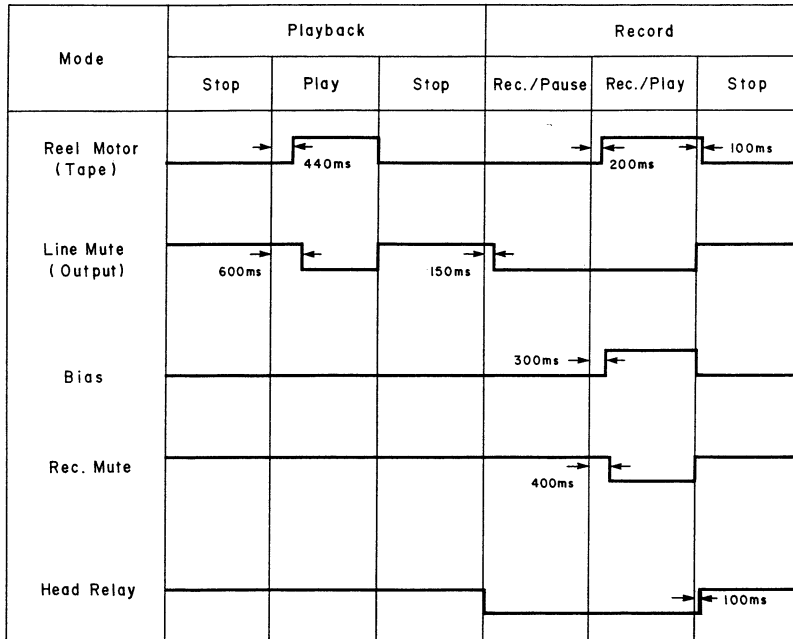 Mode
Playback
Record
Stop
Play
Stop
Rec./Pause
Rec./Play
Stop
Reel Motor
(Tape)
440ms
200ms
100ms
Line Mute
(Output)
600ms
150ms
Bias
300ms
Rec. Mute
400ms
Head Relay
100ms